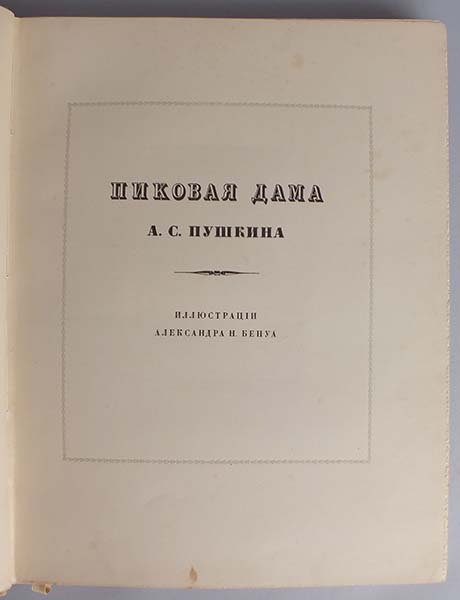 ПИКОВАЯ ДАМА
А. С. ПУШКИНА
ИЛЛЮСТРАЦІИ
АЛЕКСАНДРА Н. БЕНУА